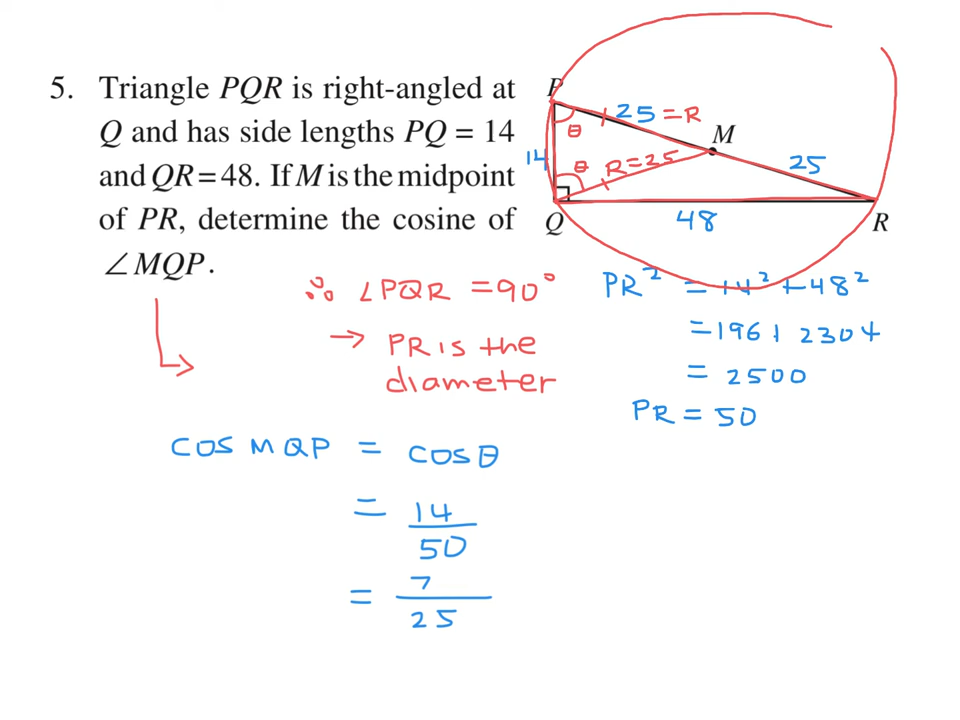 5. Triangle PQR is right-angled at
Q and has side lengths PQ = 14
and QR = 48. If M is the midpoint
of PR, determine the cosine of
∠MQP.
P
θ
25 = R
M
14
θ
R = 25
25
Q
48
R
∴ ∠PQR = 90°
→ PR is the
diameter
PR² = 14² + 48²
= 196 + 2304
= 2500
PR = 50
COS MQP = COS θ
= 14/50
= 7/25